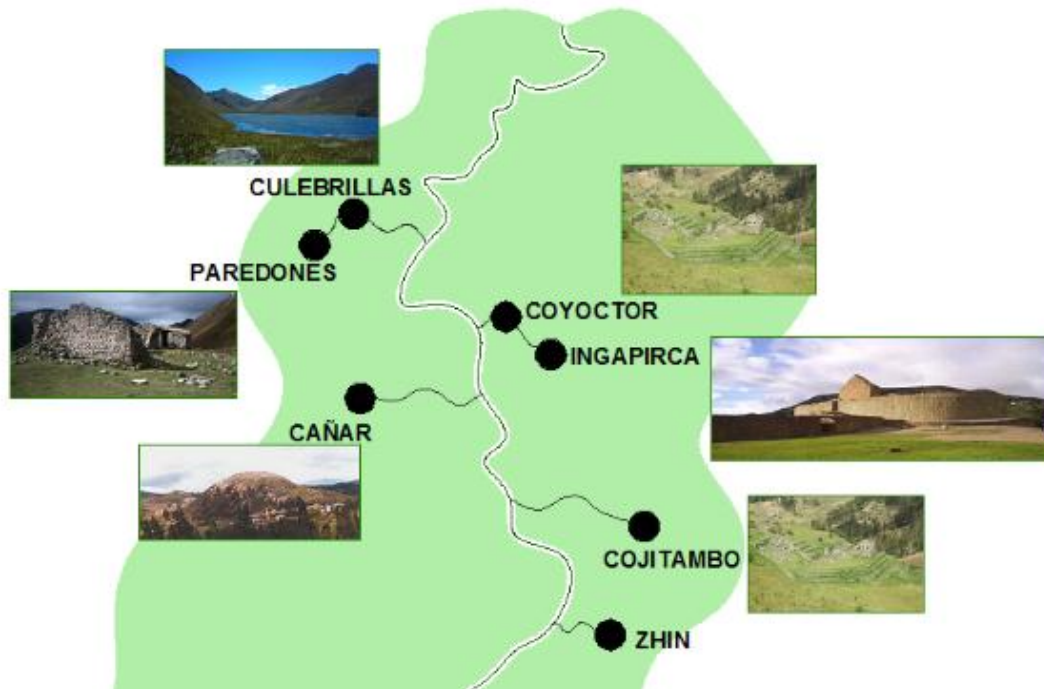 CULEBRILLAS
PAREDONES
COYOCTOR
INGAPIRCA
CAÑAR
COJITAMBO
ZHIN